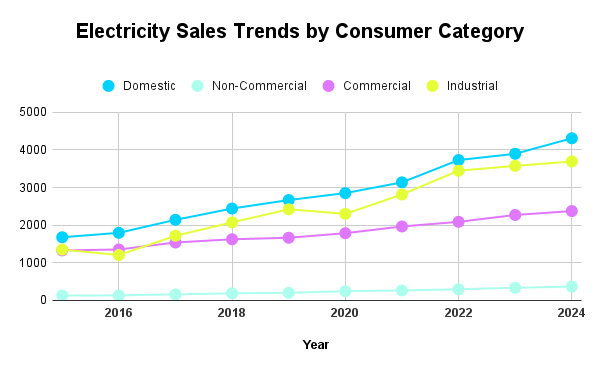 Electricity Sales Trends by Consumer Category
Domestic Non-Commercial Commercial Industrial
5000
4000
3000
2000
1000
0
2016 2018 2020 2022 2024
Year